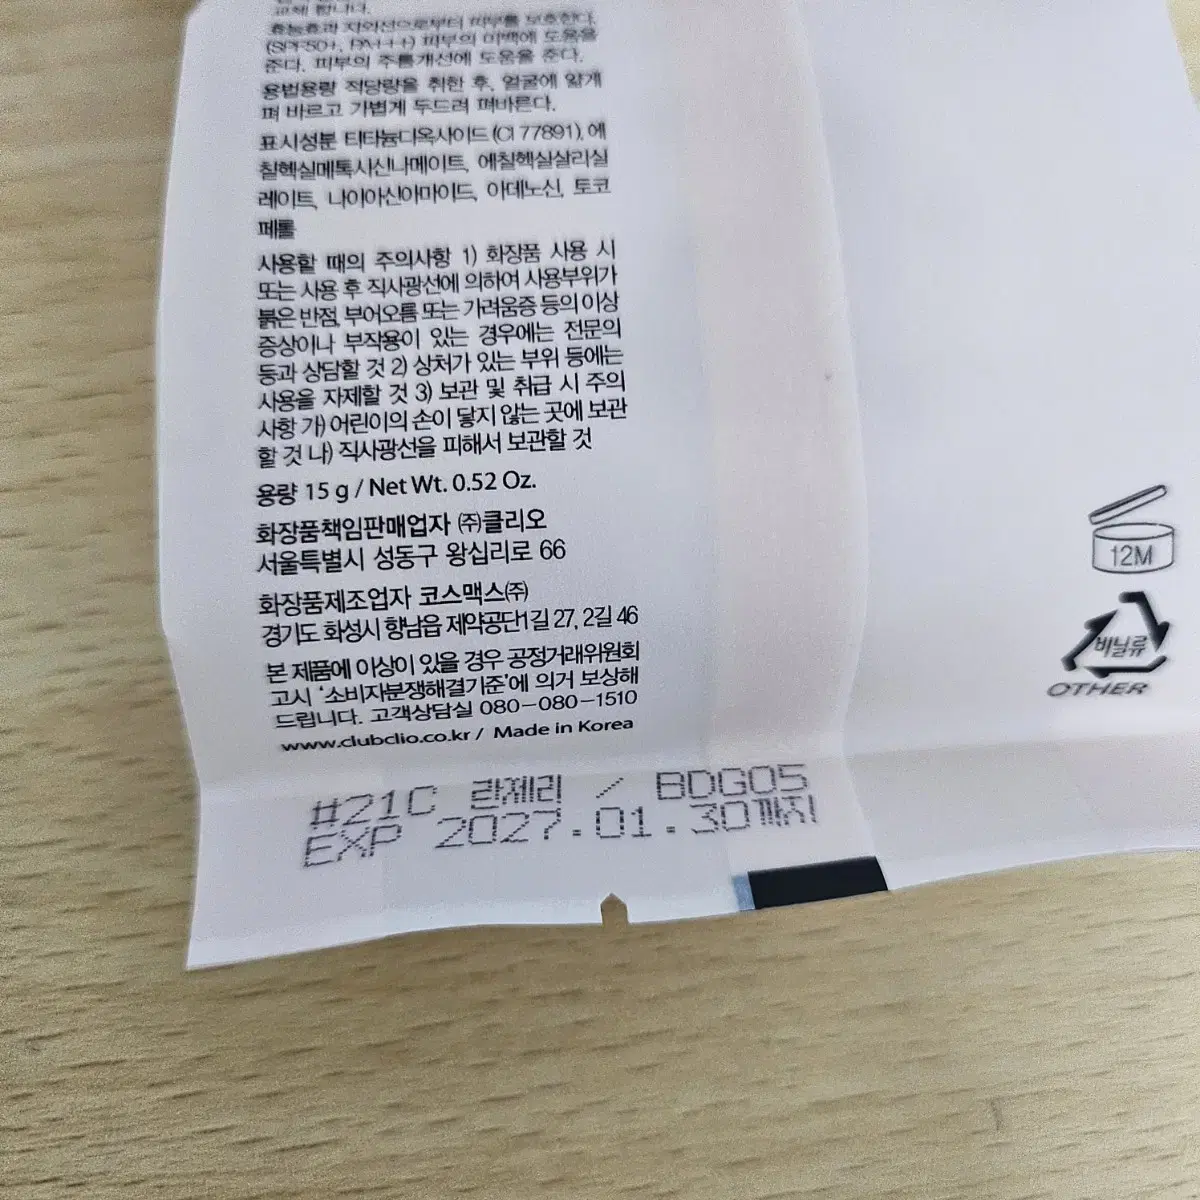 교체 합니다.
효능효과 자외선으로부터 피부를 보호한다.
(SPF50+, PA+++) 피부의 미백에 도움을
준다. 피부의 주름개선에 도움을 준다.
용법용량 적당량을 취한 후, 얼굴에 얇게
펴 바르고 가볍게 두드려 펴바른다.
표시성분 티타늄디옥사이드 (CI 77891), 에
칠헥실메톡시신나메이트, 에칠헥실살리실
레이트, 나이아신아마이드, 아데노신, 토코
페롤
사용할 때의 주의사항 1) 화장품 사용 시
또는 사용 후 직사광선에 의하여 사용부위가
붉은 반점, 부어오름 또는 가려움증 등의 이상
증상이나 부작용이 있는 경우에는 전문의
등과 상담할 것 2) 상처가 있는 부위 등에는
사용을 자제할 것 3) 보관 및 취급 시 주의
사항 가) 어린이의 손이 닿지 않는 곳에 보관
할 것 나) 직사광선을 피해서 보관할 것
용량 15 g / Net Wt. 0.52 Oz.
화장품책임판매업자 ㈜클리오
서울특별시 성동구 왕십리로 66
화장품제조업자 코스맥스㈜
경기도 화성시 향남읍 제약공단1길 27, 2길 46
본 제품에 이상이 있을 경우 공정거래위원회
고시 '소비자분쟁해결기준'에 의거 보상해
드립니다. 고객상담실 080-080-1510
www.clubclio.co.kr / Made in Korea
#21C 란제리 / BDG05
EXP 2027.01.30까지
12M
비닐류
OTHER